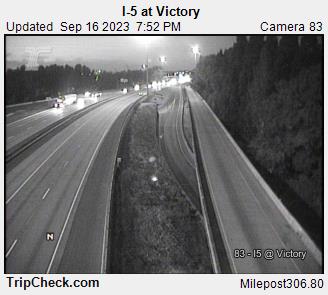 I-5 at Victory
Updated Sep 16 2023 7:52 PM Camera 83
N
83 - I5 @ Victory
TripCheck.com Milepost306.80